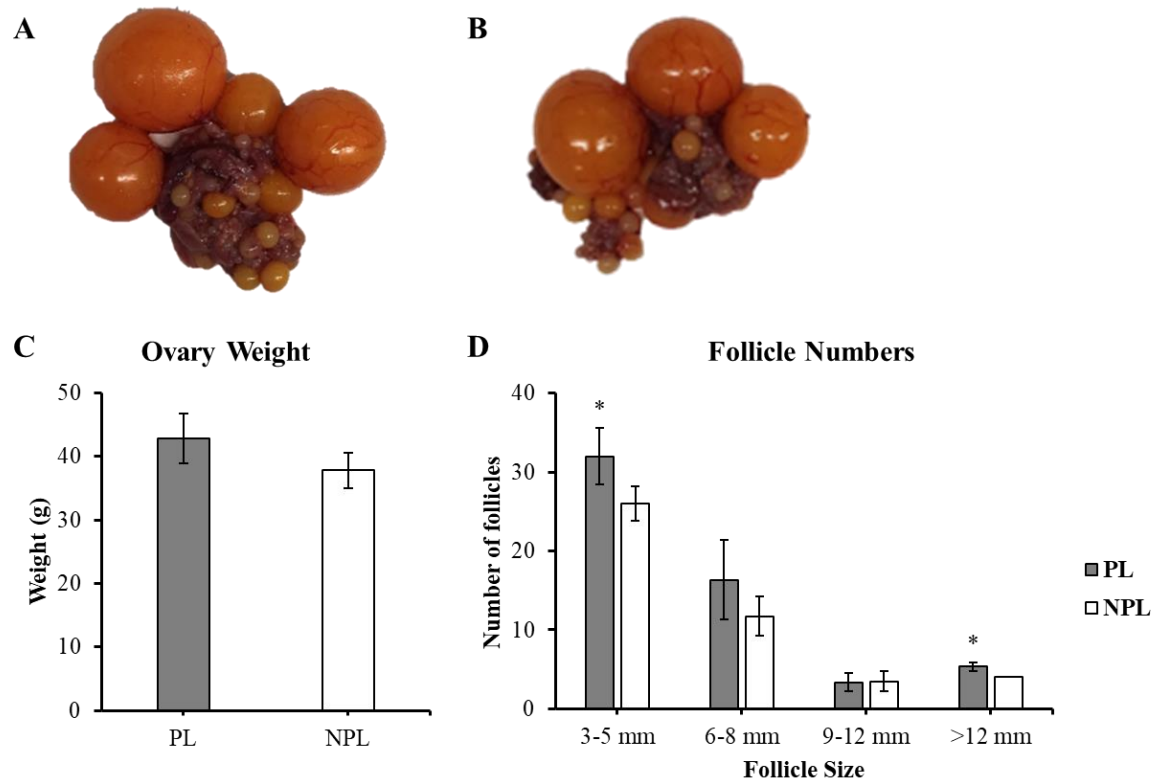 A
B
C
Ovary Weight
50
40
30
20
10
0
Weight (g)
PL
NPL
D
Follicle Numbers
40
30
20
10
0
Number of follicles
*
*
3-5 mm
6-8 mm
9-12 mm
>12 mm
Follicle Size
PL
NPL